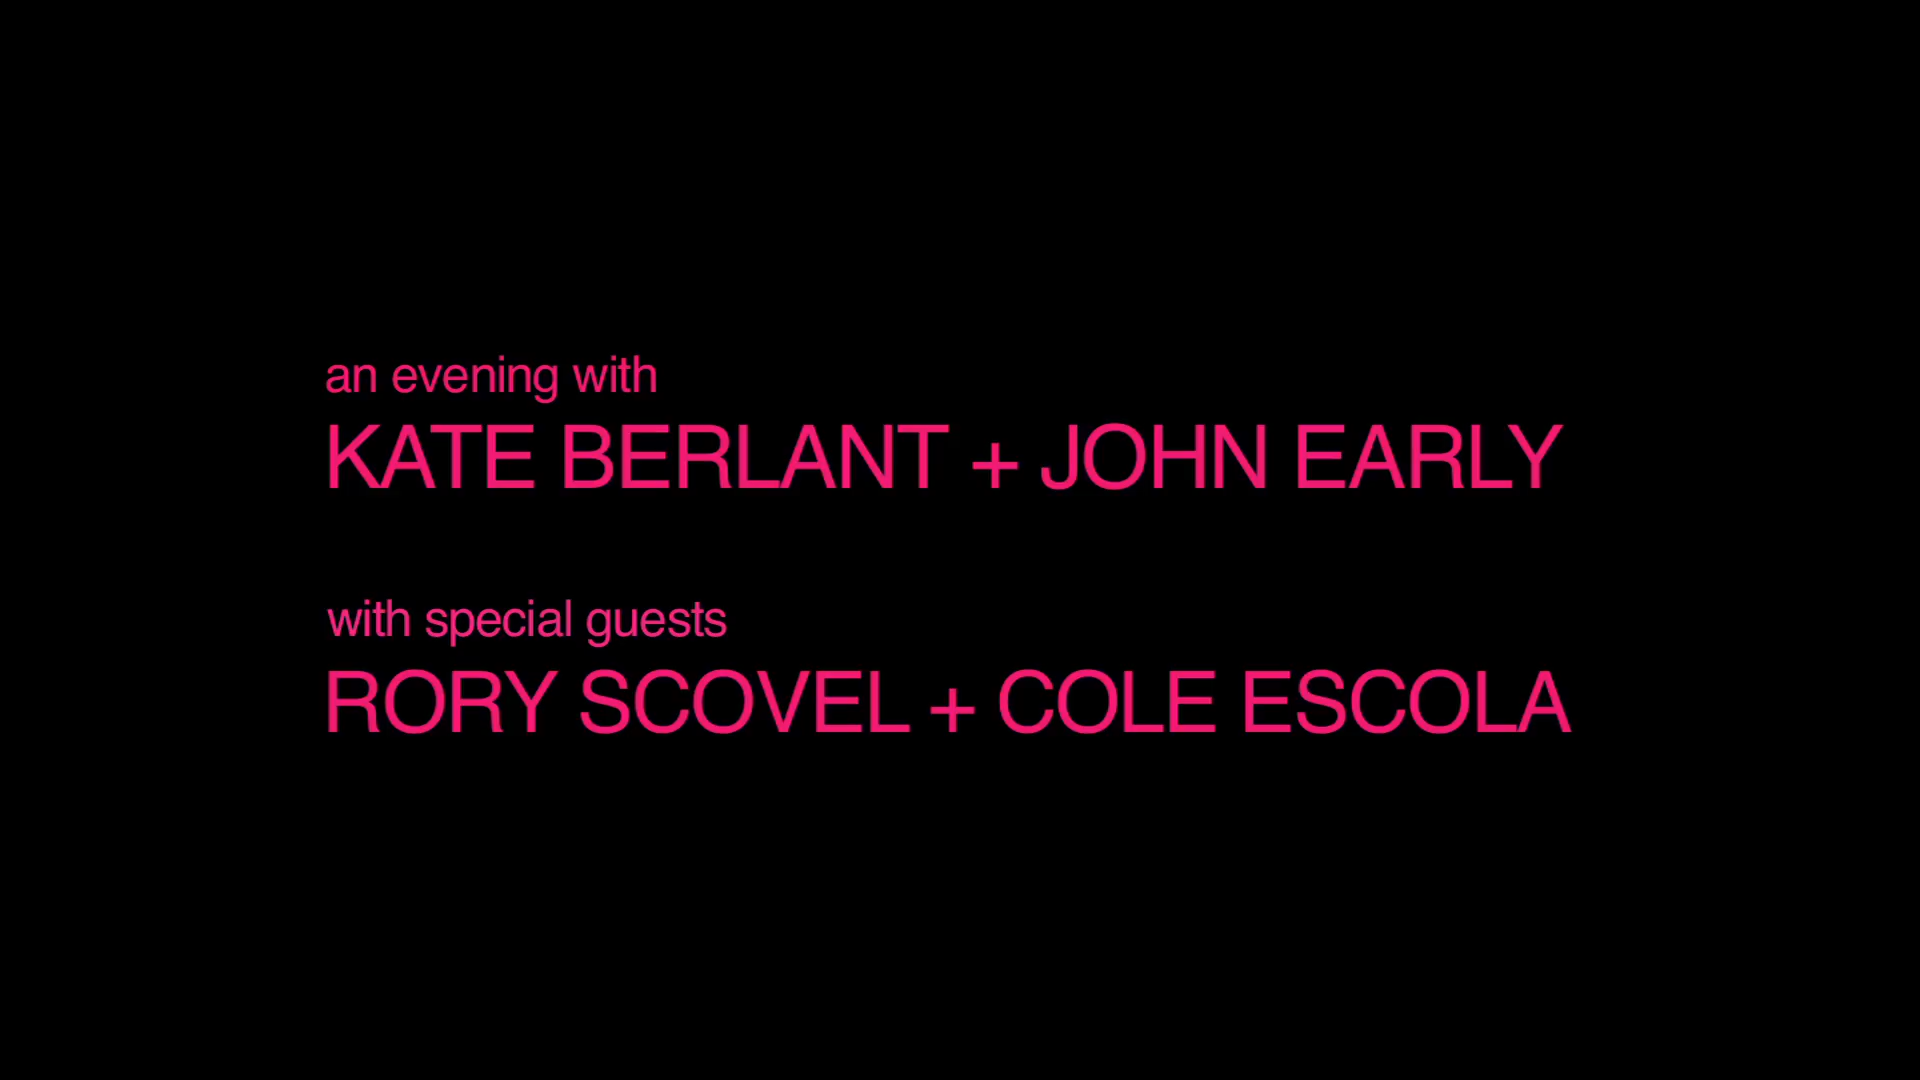 an evening with
KATE BERLANT + JOHN EARLY
with special guests
RORY SCOVEL + COLE ESCOLA